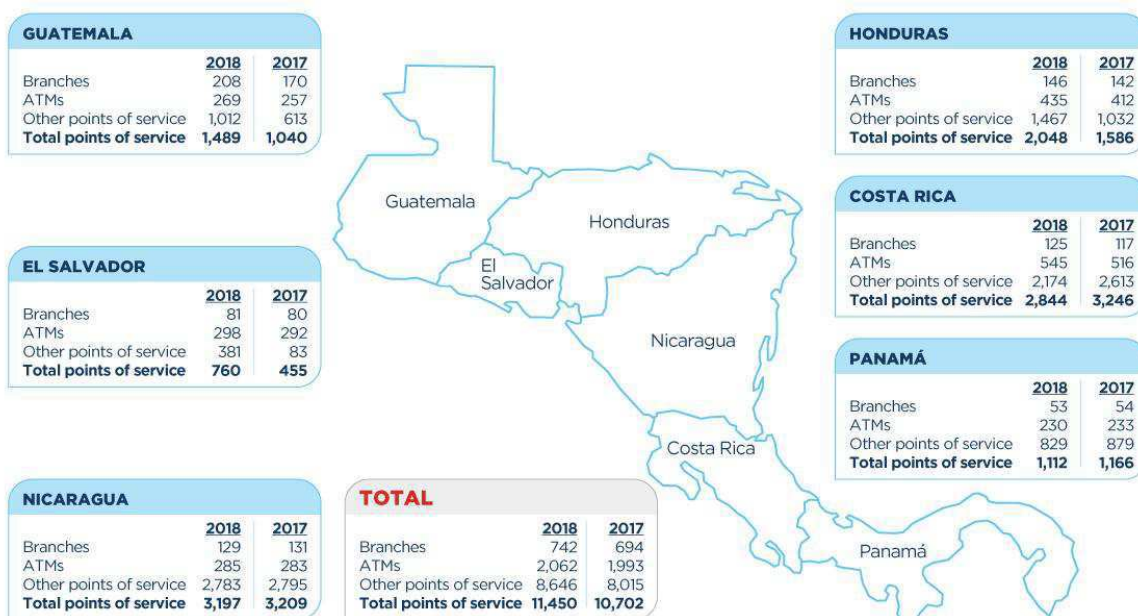 GUATEMALA
2018 2017
Branches 208 170
ATMs 269 257
Other points of service 1,012 613
Total points of service 1,489 1,040
EL SALVADOR
2018 2017
Branches 81 80
ATMs 298 292
Other points of service 381 83
Total points of service 760 455
NICARAGUA
2018 2017
Branches 129 131
ATMs 285 283
Other points of service 2,783 2,795
Total points of service 3,197 3,209
TOTAL
2018 2017
Branches 742 694
ATMs 2,062 1,993
Other points of service 8,646 8,015
Total points of service 11,450 10,702
Guatemala
Honduras
El
Salvador
Nicaragua
Costa Rica
Panamá
HONDURAS
2018 2017
Branches 146 142
ATMs 435 412
Other points of service 1,467 1,032
Total points of service 2,048 1,586
COSTA RICA
2018 2017
Branches 125 117
ATMs 545 516
Other points of service 2,174 2,613
Total points of service 2,844 3,246
PANAMÁ
2018 2017
Branches 53 54
ATMs 230 233
Other points of service 829 879
Total points of service 1,112 1,166